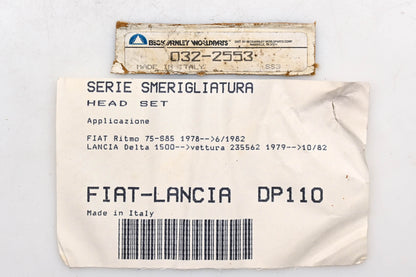 BECK/ARNLEY WORLDPARTS
032-2553
MADE IN ITALY
SERIE SMERIGLIATURA
HEAD SET
Applicazione
FIAT Ritmo 75-S85 1978-->6/1982
LANCIA Delta 1500-->vettura 235562 1979-->10/82
FIAT-LANCIA DP110
Made in Italy